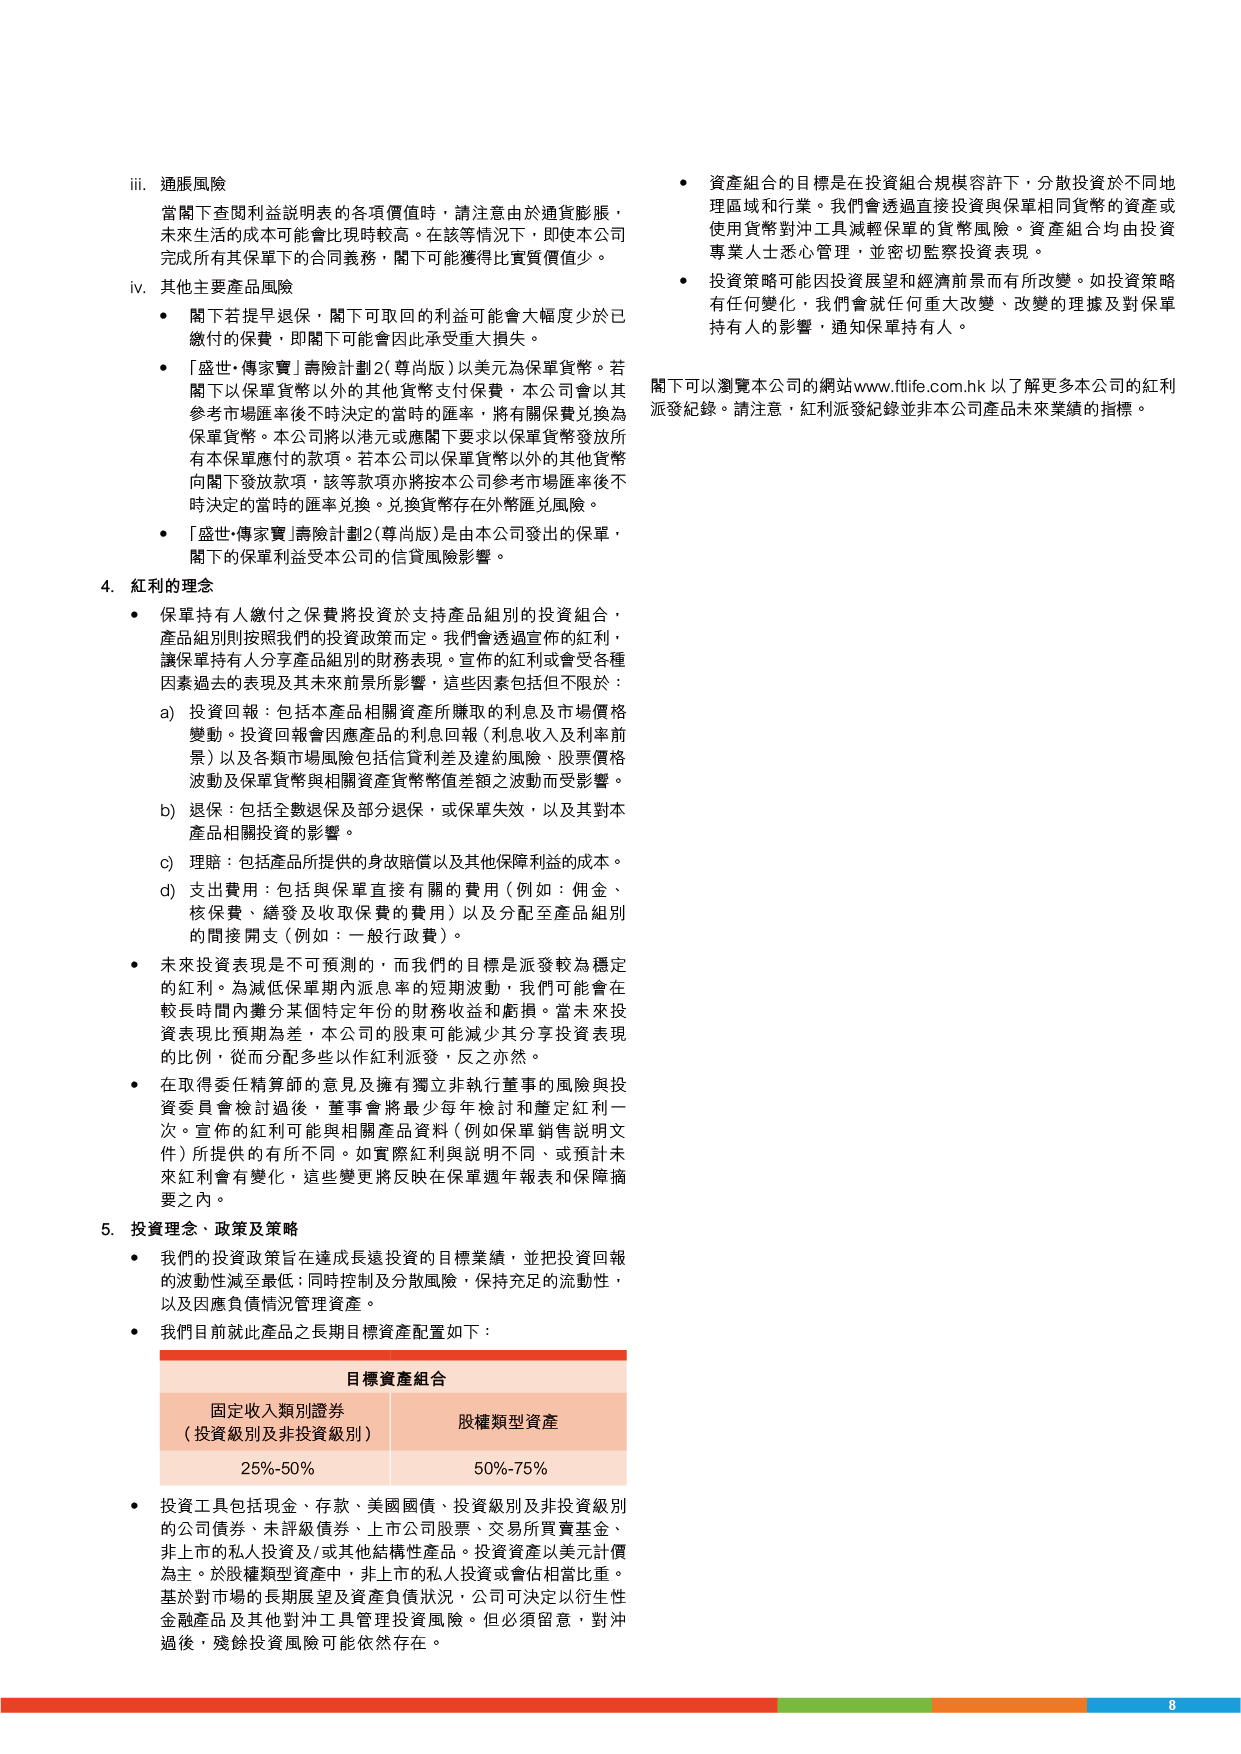 iii. 通脹風險
當閣下查閱利益説明表的各項價值時，請注意由於通貨膨脹，
未來生活的成本可能會比現時較高。在該等情況下，即使本公司
完成所有其保單下的合同義務，閣下可能獲得比實質價值少。
iv. 其他主要產品風險
• 閣下若提早退保，閣下可取回的利益可能會大幅度少於已
繳付的保費，即閣下可能會因此承受重大損失。
• 「盛世•傳家寶」壽險計劃2（尊尚版）以美元為保單貨幣。若
閣下以保單貨幣以外的其他貨幣支付保費，本公司會以其
參考市場匯率後不時決定的當時的匯率，將有關保費兑換為
保單貨幣。本公司將以港元或應閣下要求以保單貨幣發放所
有本保單應付的款項。若本公司以保單貨幣以外的其他貨幣
向閣下發放款項，該等款項亦將按本公司參考市場匯率後不
時決定的當時的匯率兑換。兑換貨幣存在外幣匯兑風險。
• 「盛世•傳家寶」壽險計劃2（尊尚版）是由本公司發出的保單，
閣下的保單利益受本公司的信貸風險影響。
4. 紅利的理念
• 保單持有人繳付之保費將投資於支持產品組別的投資組合，
產品組別則按照我們的投資政策而定。我們會透過宣佈的紅利，
讓保單持有人分享產品組別的財務表現。宣佈的紅利或會受各種
因素過去的表現及其未來前景所影響，這些因素包括但不限於：
a) 投資回報：包括本產品相關資產所賺取的利息及市場價格
變動。投資回報會因應產品的利息回報（利息收入及利率前
景）以及各類市場風險包括信貸利差及違約風險、股票價格
波動及保單貨幣與相關資產貨幣幣值差額之波動而受影響。
b) 退保：包括全數退保及部分退保，或保單失效，以及其對本
產品相關投資的影響。
c) 理賠：包括產品所提供的身故賠償以及其他保障利益的成本。
d) 支出費用：包括與保單直接有關的費用（例如：佣金、
核保費、繕發及收取保費的費用）以及分配至產品組別
的間接開支（例如：一般行政費）。
• 未來投資表現是不可預測的，而我們的目標是派發較為穩定
的紅利。為減低保單期內派息率的短期波動，我們可能會在
較長時間內攤分某個特定年份的財務收益和虧損。當未來投
資表現比預期為差，本公司的股東可能減少其分享投資表現
的比例，從而分配多些以作紅利派發，反之亦然。
• 在取得委任精算師的意見及擁有獨立非執行董事的風險與投
資委員會檢討過後，董事會將最少每年檢討和釐定紅利一
次。宣佈的紅利可能與相關產品資料（例如保單銷售説明文
件）所提供的有所不同。如實際紅利與説明不同、或預計未
來紅利會有變化，這些變更將反映在保單週年報表和保障摘
要之內。
5. 投資理念、政策及策略
• 我們的投資政策旨在達成長遠投資的目標業績，並把投資回報
的波動性減至最低；同時控制及分散風險，保持充足的流動性，
以及因應負債情況管理資產。
• 我們目前就此產品之長期目標資產配置如下：
目標資產組合
固定收入類別證券
（投資級別及非投資級別）
股權類型資產
25%-50%
50%-75%
• 投資工具包括現金、存款、美國國債、投資級別及非投資級別
的公司債券、未評級債券、上市公司股票、交易所買賣基金、
非上市的私人投資及/或其他結構性產品。投資資產以美元計價
為主。於股權類型資產中，非上市的私人投資或會佔相當比重。
基於對市場的長期展望及資產負債狀況，公司可決定以衍生性
金融產品及其他對沖工具管理投資風險。但必須留意，對沖
過後，殘餘投資風險可能依然存在。
• 資產組合的目標是在投資組合規模容許下，分散投資於不同地
理區域和行業。我們會透過直接投資與保單相同貨幣的資產或
使用貨幣對沖工具減輕保單的貨幣風險。資產組合均由投資
專業人士悉心管理，並密切監察投資表現。
• 投資策略可能因投資展望和經濟前景而有所改變。如投資策略
有任何變化，我們會就任何重大改變、改變的理據及對保單
持有人的影響，通知保單持有人。
閣下可以瀏覽本公司的網站www.ftlife.com.hk 以了解更多本公司的紅利
派發紀錄。請注意，紅利派發紀錄並非本公司產品未來業績的指標。
8